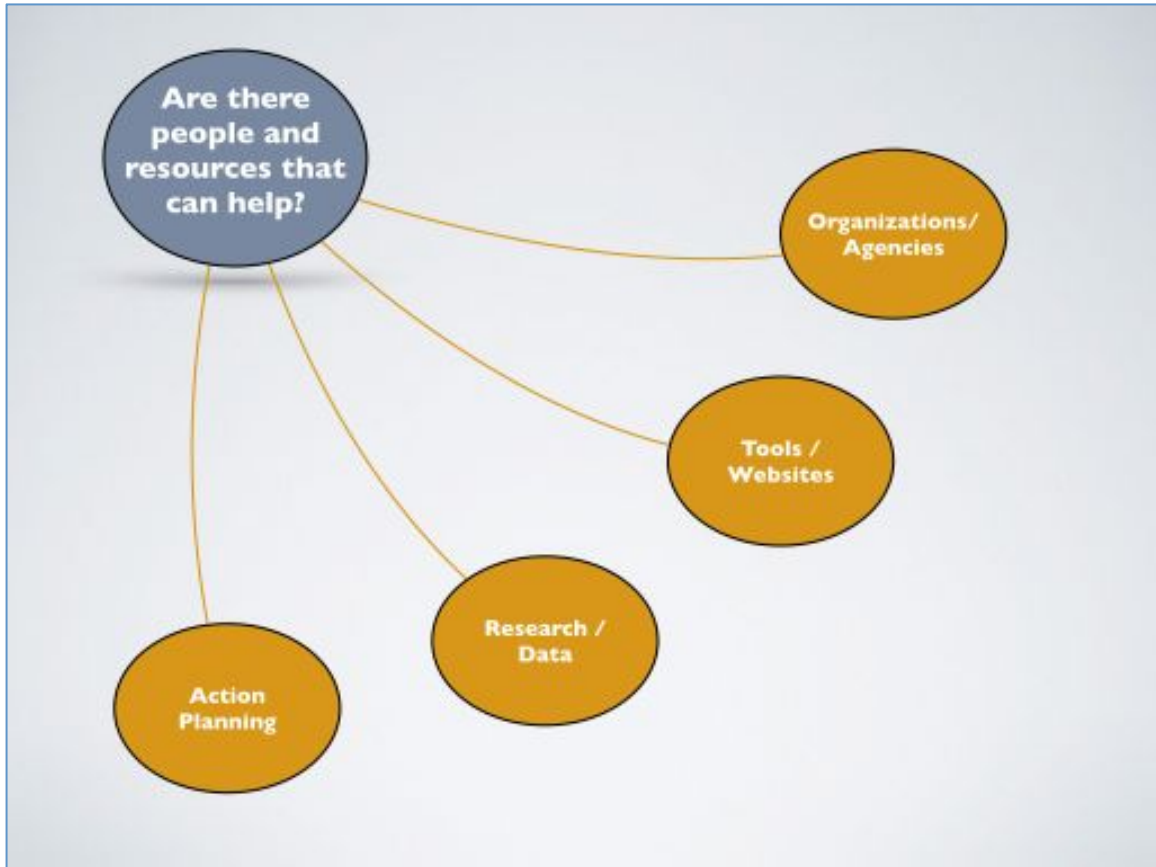 Are there
people and
resources that
can help?
Organizations/
Agencies
Tools /
Websites
Research /
Data
Action
Planning